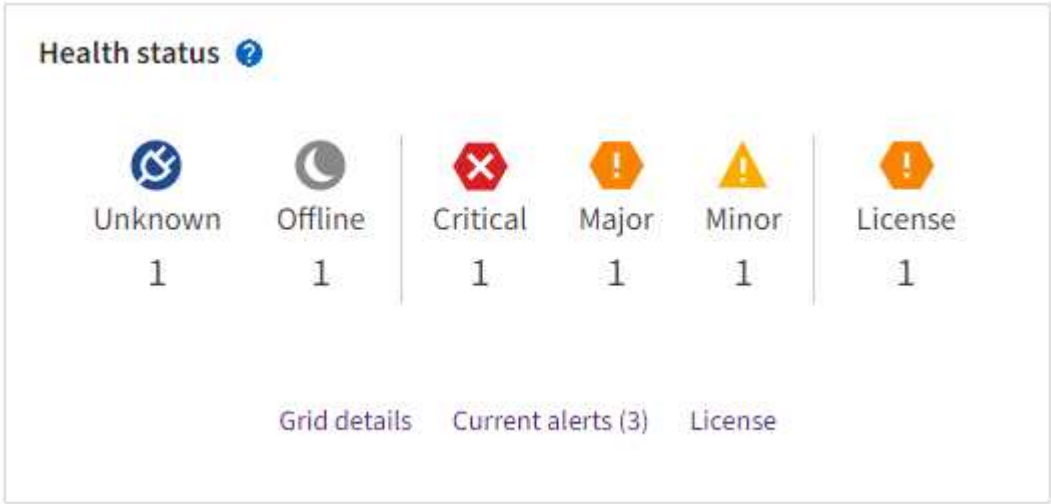 Health status
Unknown Offline Critical Major Minor License
1 1 1 1 1 1
Grid details Current alerts (3) License